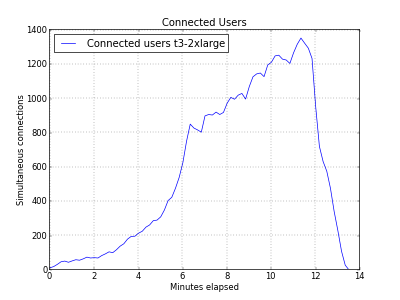 Connected Users
Connected users t3-2xlarge
Simultaneous connections
1400
1200
1000
800
600
400
200
0
0 2 4 6 8 10 12 14
Minutes elapsed